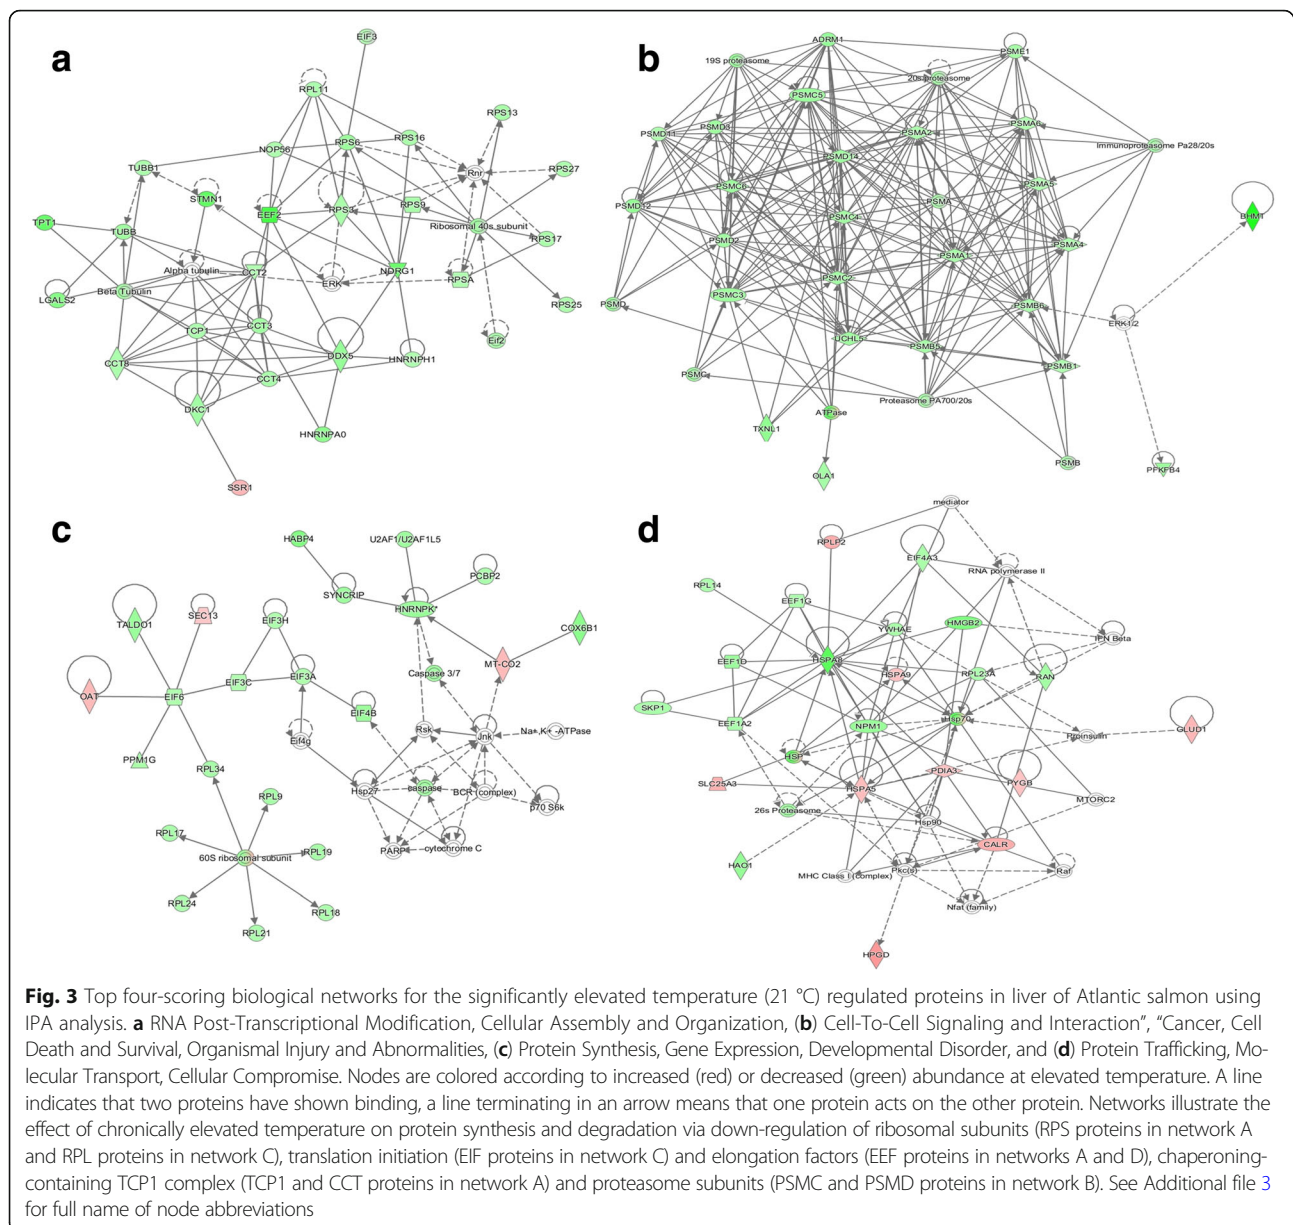 a
EIF3
RPL11
RPS13
NOP56
RPS6
RPS16
Rnr
RPS27
TUBB1
STMN1
EEF2
RPS3
RPS9
Ribosomal 40s subunit
RPS17
TPT1
TUBB
Alpha tubulin
CCT2
ERK
NDRG1
RPSA
LGALS2
Beta Tubulin
RPS25
TCP1
CCT3
Eif2
CCT8
DDX5
HNRNPH1
CCT4
DKC1
HNRNPA0
SSR1
b
ADRM1
19S proteasome
PSME1
20s proteasome
PSMC5
PSMD11
PSMD3
PSMA2
PSMA6
Immunoproteasome Pa28/20s
PSMD14
PSMC6
PSMA5
PSMD12
PSMA
PSMC4
BHMT
PSMD2
PSMA1
PSMA4
PSMC2
PSMC3
PSMD
PSMB6
ERK1/2
UCHL5
PSMB5
PSMB1
PSMC
Proteasome PA700/20s
ATPase
TXNL1
OLA1
PSMB
PFKFB4
c
HABP4
U2AF1/U2AF1L5
PCBP2
SYNCRIP
HNRNPK*
TALDO1
SEC13
EIF3H
COX6B1
MT-CO2
Caspase 3/7
OAT
EIF6
EIF3C
EIF3A
EIF4B
Eif4g
Rsk
Jnk
Na+,K+ -ATPase
PPM1G
RPL34
Hsp27
caspase
BCR (complex)
p70 S6k
RPL9
RPL17
60S ribosomal subunit
RPL19
PARP
cytochrome C
RPL24
RPL18
RPL21
d
mediator
RPLP2
EIF4A3
RNA polymerase II
RPL14
EEF1G
YWHAE
HMGB2
IFN Beta
EEF1D
HSPA8
HSPA9
RPL23A
RAN
SKP1
EEF1A2
NPM1
Hsp70
Proinsulin
GLUD1
HSP
SLC25A3
HSPA5
PDIA3
PYGB
MTORC2
26s Proteasome
Hsp90
CALR
HAO1
MHC Class I (complex)
Pkc(s)
Raf
Nfat (family)
HPGD
Fig. 3 Top four-scoring biological networks for the significantly elevated temperature (21 °C) regulated proteins in liver of Atlantic salmon using
IPA analysis. a RNA Post-Transcriptional Modification, Cellular Assembly and Organization, (b) Cell-To-Cell Signaling and Interaction", "Cancer, Cell
Death and Survival, Organismal Injury and Abnormalities, (c) Protein Synthesis, Gene Expression, Developmental Disorder, and (d) Protein Trafficking, Mo-
lecular Transport, Cellular Compromise. Nodes are colored according to increased (red) or decreased (green) abundance at elevated temperature. A line
indicates that two proteins have shown binding, a line terminating in an arrow means that one protein acts on the other protein. Networks illustrate the
effect of chronically elevated temperature on protein synthesis and degradation via down-regulation of ribosomal subunits (RPS proteins in network A
and RPL proteins in network C), translation initiation (EIF proteins in network C) and elongation factors (EEF proteins in networks A and D), chaperoning-
containing TCP1 complex (TCP1 and CCT proteins in network A) and proteasome subunits (PSMC and PSMD proteins in network B). See Additional file 3
for full name of node abbreviations